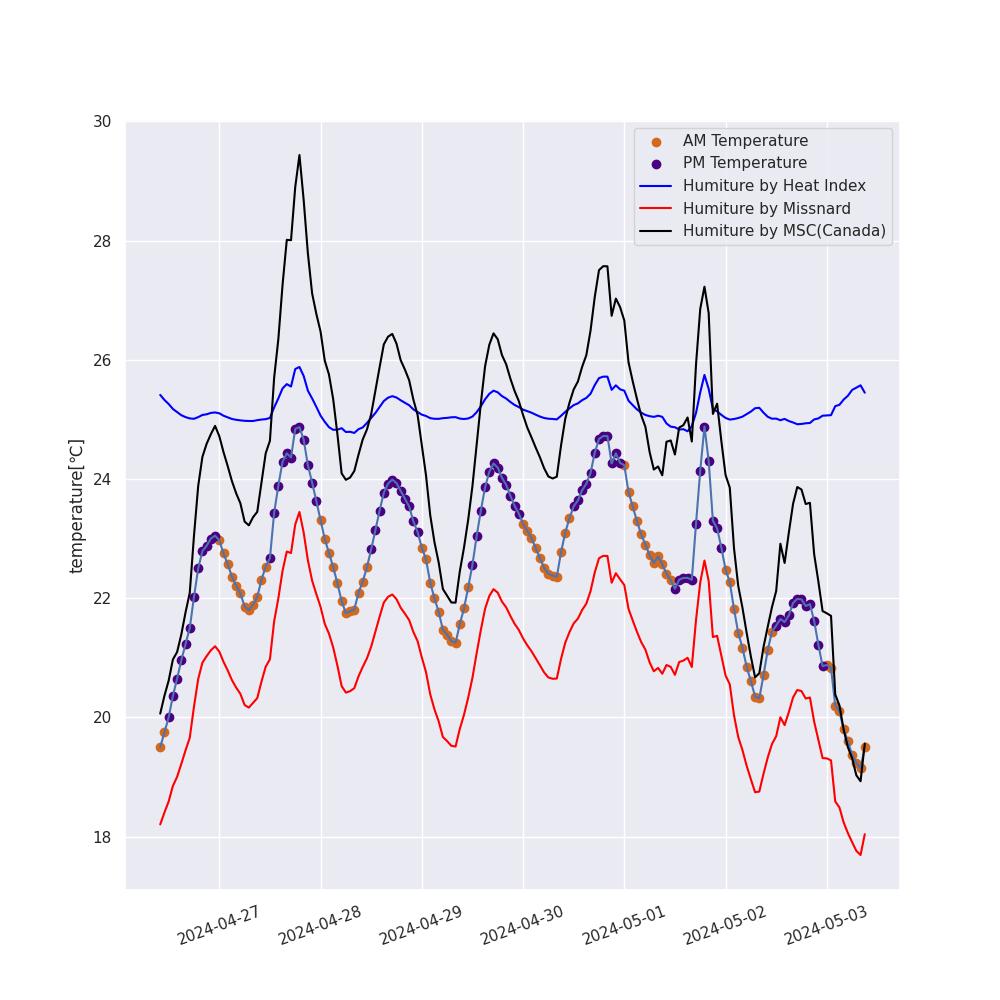 30
28
26
24
22
20
18
temperature[℃]
AM Temperature
PM Temperature
Humiture by Heat Index
Humiture by Missnard
Humiture by MSC(Canada)
2024-04-27
2024-04-28
2024-04-29
2024-04-30
2024-05-01
2024-05-02
2024-05-03